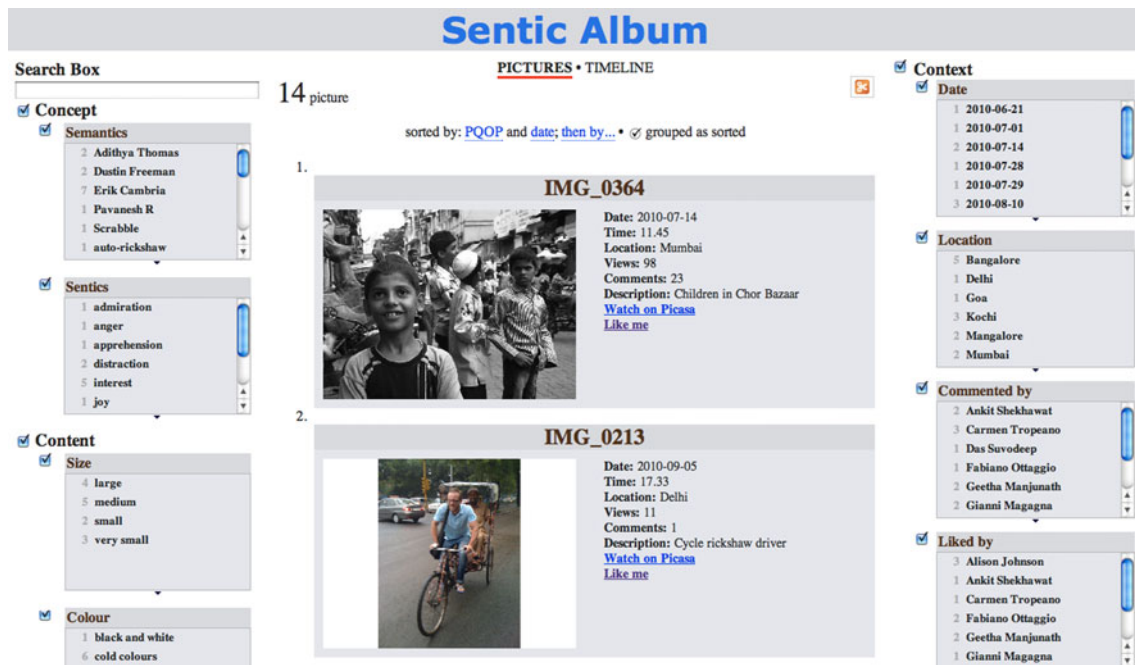 Sentic Album
Search Box
Concept
Semantics
2 Adithya Thomas
2 Dustin Freeman
7 Erik Cambria
1 Pavanesh R
1 Scrabble
1 auto-rickshaw
Sentics
1 admiration
1 anger
1 apprehension
2 distraction
5 interest
1 joy
Content
Size
4 large
5 medium
2 small
3 very small
Colour
1 black and white
6 cold colours
PICTURES • TIMELINE
14 picture
sorted by: PQOP and date; then by... • grouped as sorted
1.
IMG_0364
Date: 2010-07-14
Time: 11.45
Location: Mumbai
Views: 98
Comments: 23
Description: Children in Chor Bazaar
Watch on Picasa
Like me
2.
IMG_0213
Date: 2010-09-05
Time: 17.33
Location: Delhi
Views: 11
Comments: 1
Description: Cycle rickshaw driver
Watch on Picasa
Like me
Context
Date
1 2010-06-21
1 2010-07-01
2 2010-07-14
1 2010-07-28
1 2010-07-29
3 2010-08-10
Location
5 Bangalore
1 Delhi
1 Goa
3 Kochi
2 Mangalore
2 Mumbai
Commented by
2 Ankit Shekhawat
3 Carmen Tropeano
1 Das Suvodeep
1 Fabiano Ottaggio
2 Geetha Manjunath
2 Gianni Magagna
Liked by
3 Alison Johnson
1 Ankit Shekhawat
1 Carmen Tropeano
2 Fabiano Ottaggio
2 Geetha Manjunath
1 Gianni Magagna